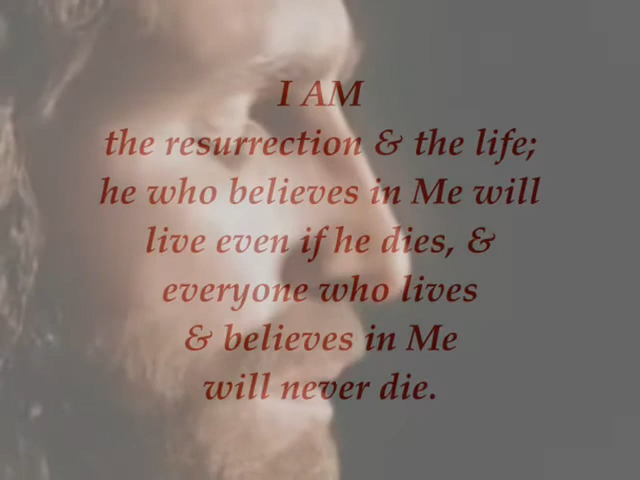 I AM
the resurrection & the life;
he who believes in Me will
live even if he dies, &
everyone who lives
& believes in Me
will never die.